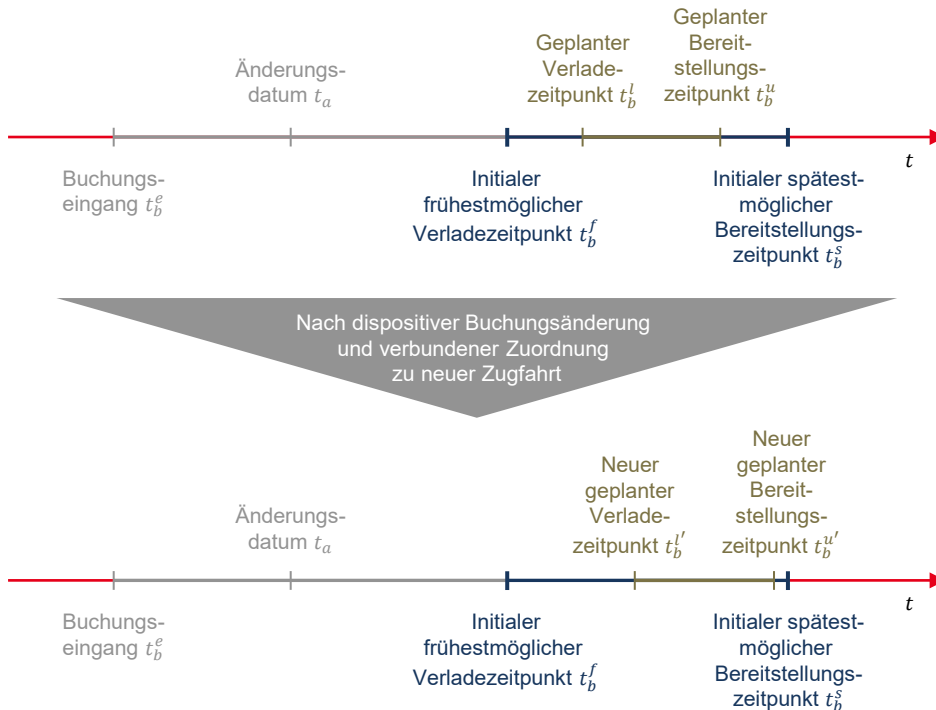 Geplanter
Verlade-
zeitpunkt t_b^l
Geplanter
Bereit-
stellungs-
zeitpunkt t_b^u
Änderungs-
datum t_a
t
Buchungs-
eingang t_b^e
Initialer
frühestmöglicher
Verladezeitpunkt t_b^f
Initialer spätest-
möglicher
Bereitstellungs-
zeitpunkt t_b^s
Nach dispositiver Buchungsänderung
und verbundener Zuordnung
zu neuer Zugfahrt
Neuer
geplanter
Verlade-
zeitpunkt t_b^l'
Neuer
geplanter
Bereit-
stellungs-
zeitpunkt t_b^u'
Änderungs-
datum t_a
t
Buchungs-
eingang t_b^e
Initialer
frühestmöglicher
Verladezeitpunkt t_b^f
Initialer spätest-
möglicher
Bereitstellungs-
zeitpunkt t_b^s